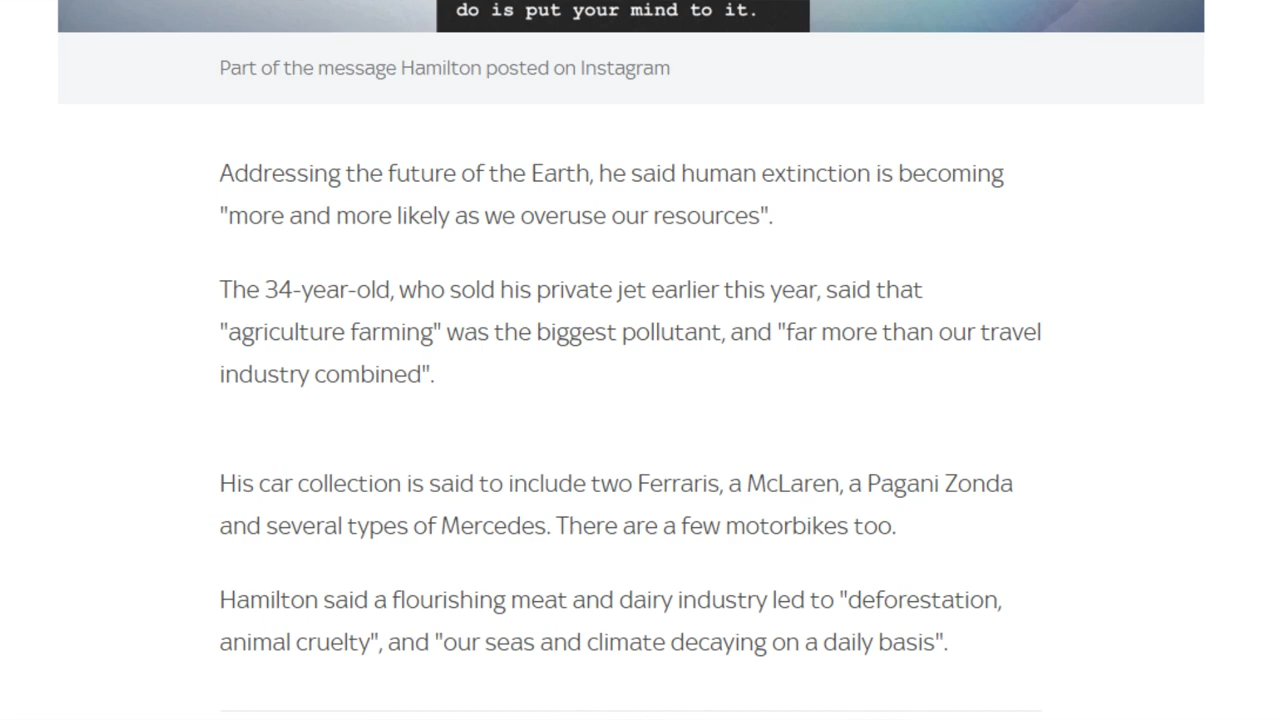 do is put your mind to it.
Part of the message Hamilton posted on Instagram
Addressing the future of the Earth, he said human extinction is becoming
"more and more likely as we overuse our resources".
The 34-year-old, who sold his private jet earlier this year, said that
"agriculture farming" was the biggest pollutant, and "far more than our travel
industry combined".
His car collection is said to include two Ferraris, a McLaren, a Pagani Zonda
and several types of Mercedes. There are a few motorbikes too.
Hamilton said a flourishing meat and dairy industry led to "deforestation,
animal cruelty", and "our seas and climate decaying on a daily basis".